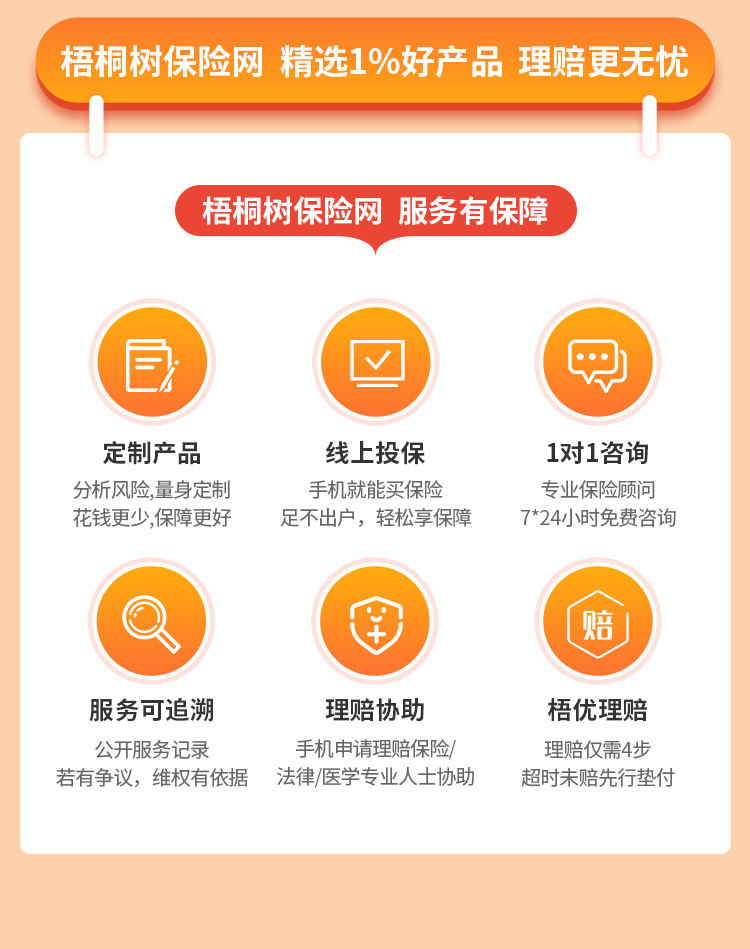 梧桐树保险网 精选1%好产品 理赔更无忧
梧桐树保险网 服务有保障
定制产品
分析风险,量身定制
花钱更少,保障更好
线上投保
手机就能买保险
足不出户，轻松享保障
1对1咨询
专业保险顾问
7*24小时免费咨询
服务可追溯
公开服务记录
若有争议，维权有依据
理赔协助
手机申请理赔保险/
法律/医学专业人士协助
赔
梧优理赔
理赔仅需4步
超时未赔先行垫付